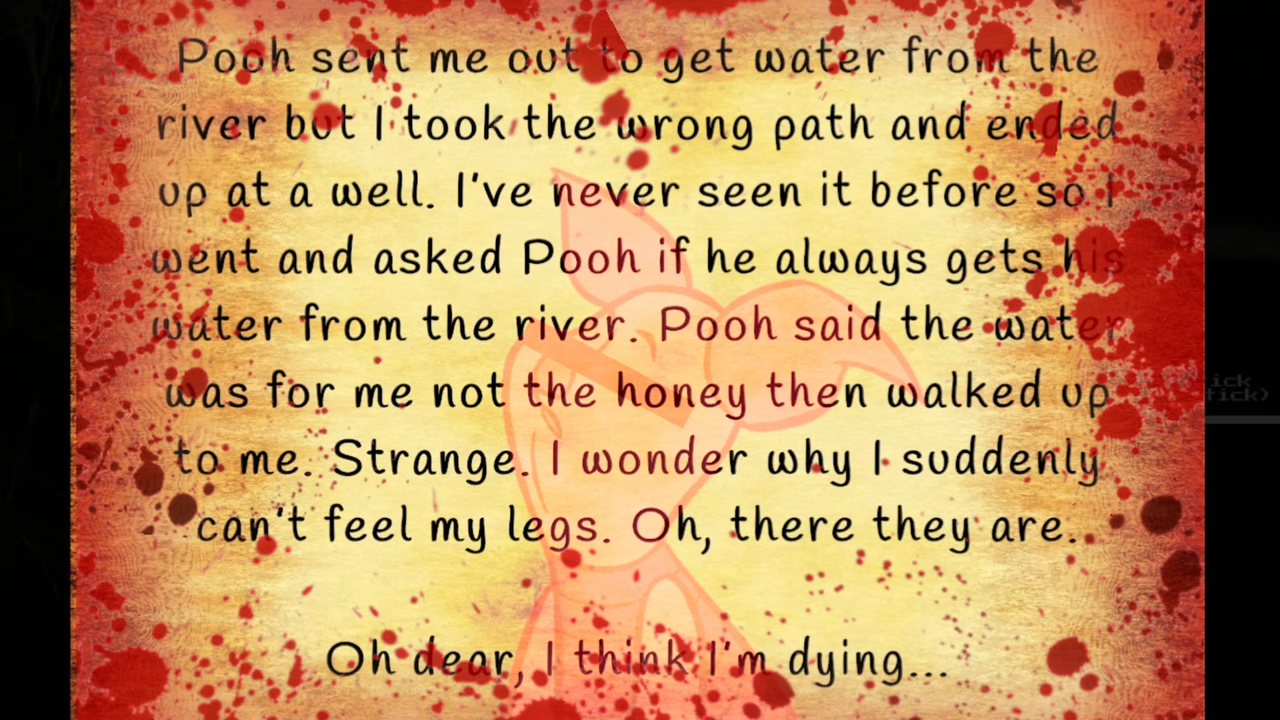 Pooh sent me out to get water from the
river but I took the wrong path and ended
up at a well. I've never seen it before so i
went and asked Pooh if he always gets his
water from the river. Pooh said the water
was for me not the honey then walked up
to me. Strange. I wonder why I suddenly
can't feel my legs. Oh, there they are.
Oh dear, I think I'm dying...